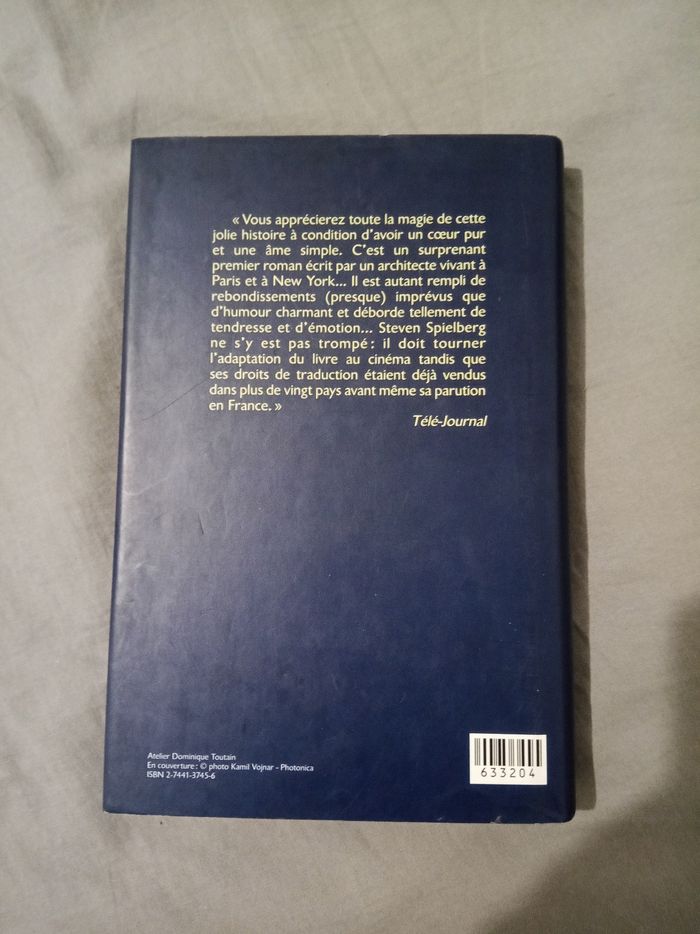 « Vous apprécierez toute la magie de cette
jolie histoire à condition d'avoir un cœur pur
et une âme simple. C'est un surprenant
premier roman écrit par un architecte vivant à
Paris et à New York... Il est autant rempli de
rebondissements (presque) imprévus que
d'humour charmant et déborde tellement de
tendresse et d'émotion... Steven Spielberg
ne s'y est pas trompé : il doit tourner
l'adaptation du livre au cinéma tandis que
ses droits de traduction étaient déjà vendus
dans plus de vingt pays avant même sa parution
en France. »
Télé-Journal
Atelier Dominique Toutain
En couverture : © photo Kamil Vojnar - Photonica
ISBN 2-7441-3745-6
633204